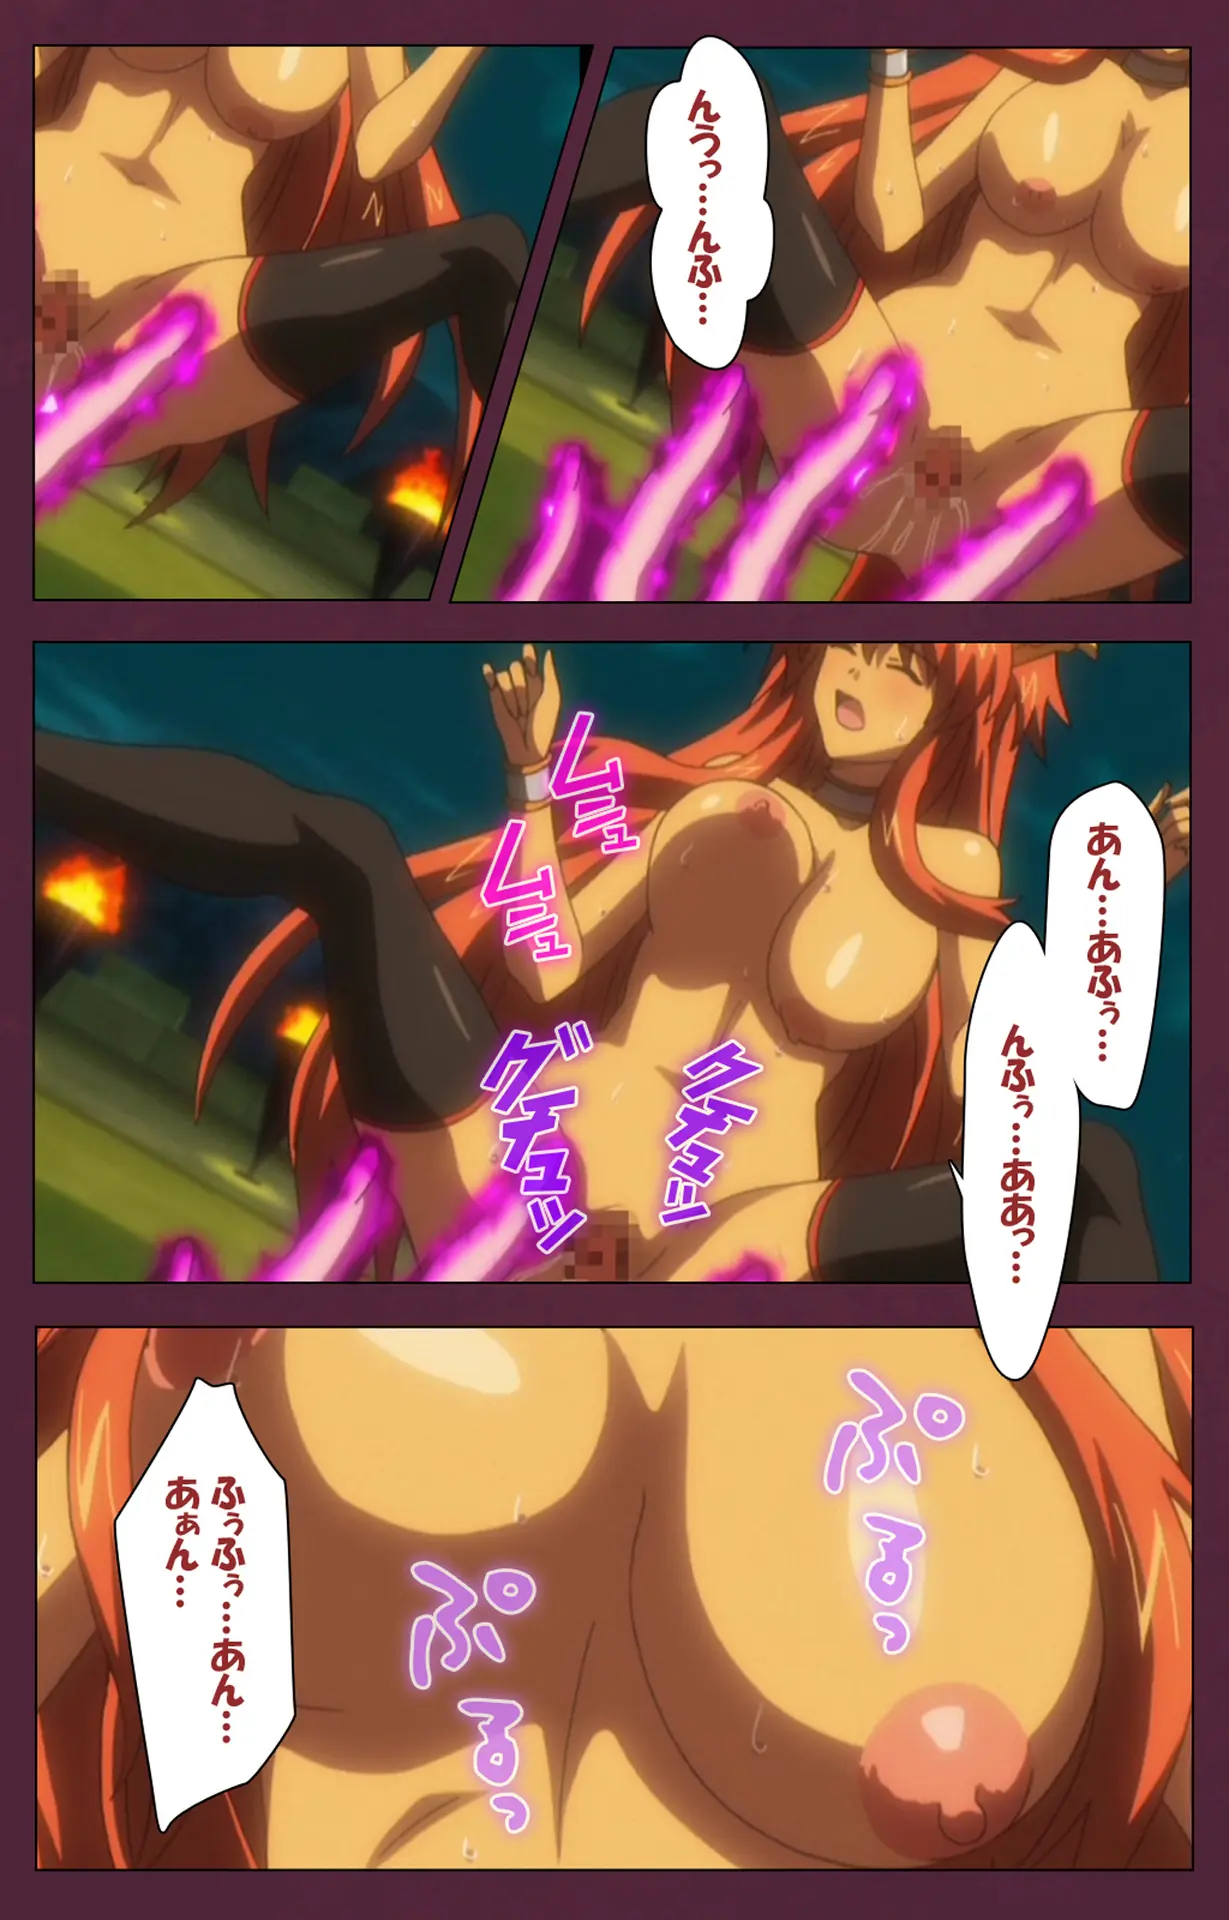 んうっ…んふ…
あん…あふぅ…
んふぅ…ああっ…
ムミュ
ムミュ
グチュッ
クチュッ
ぷるっ
ぷるっ
ふぅふぅ…あん…
あぁん…